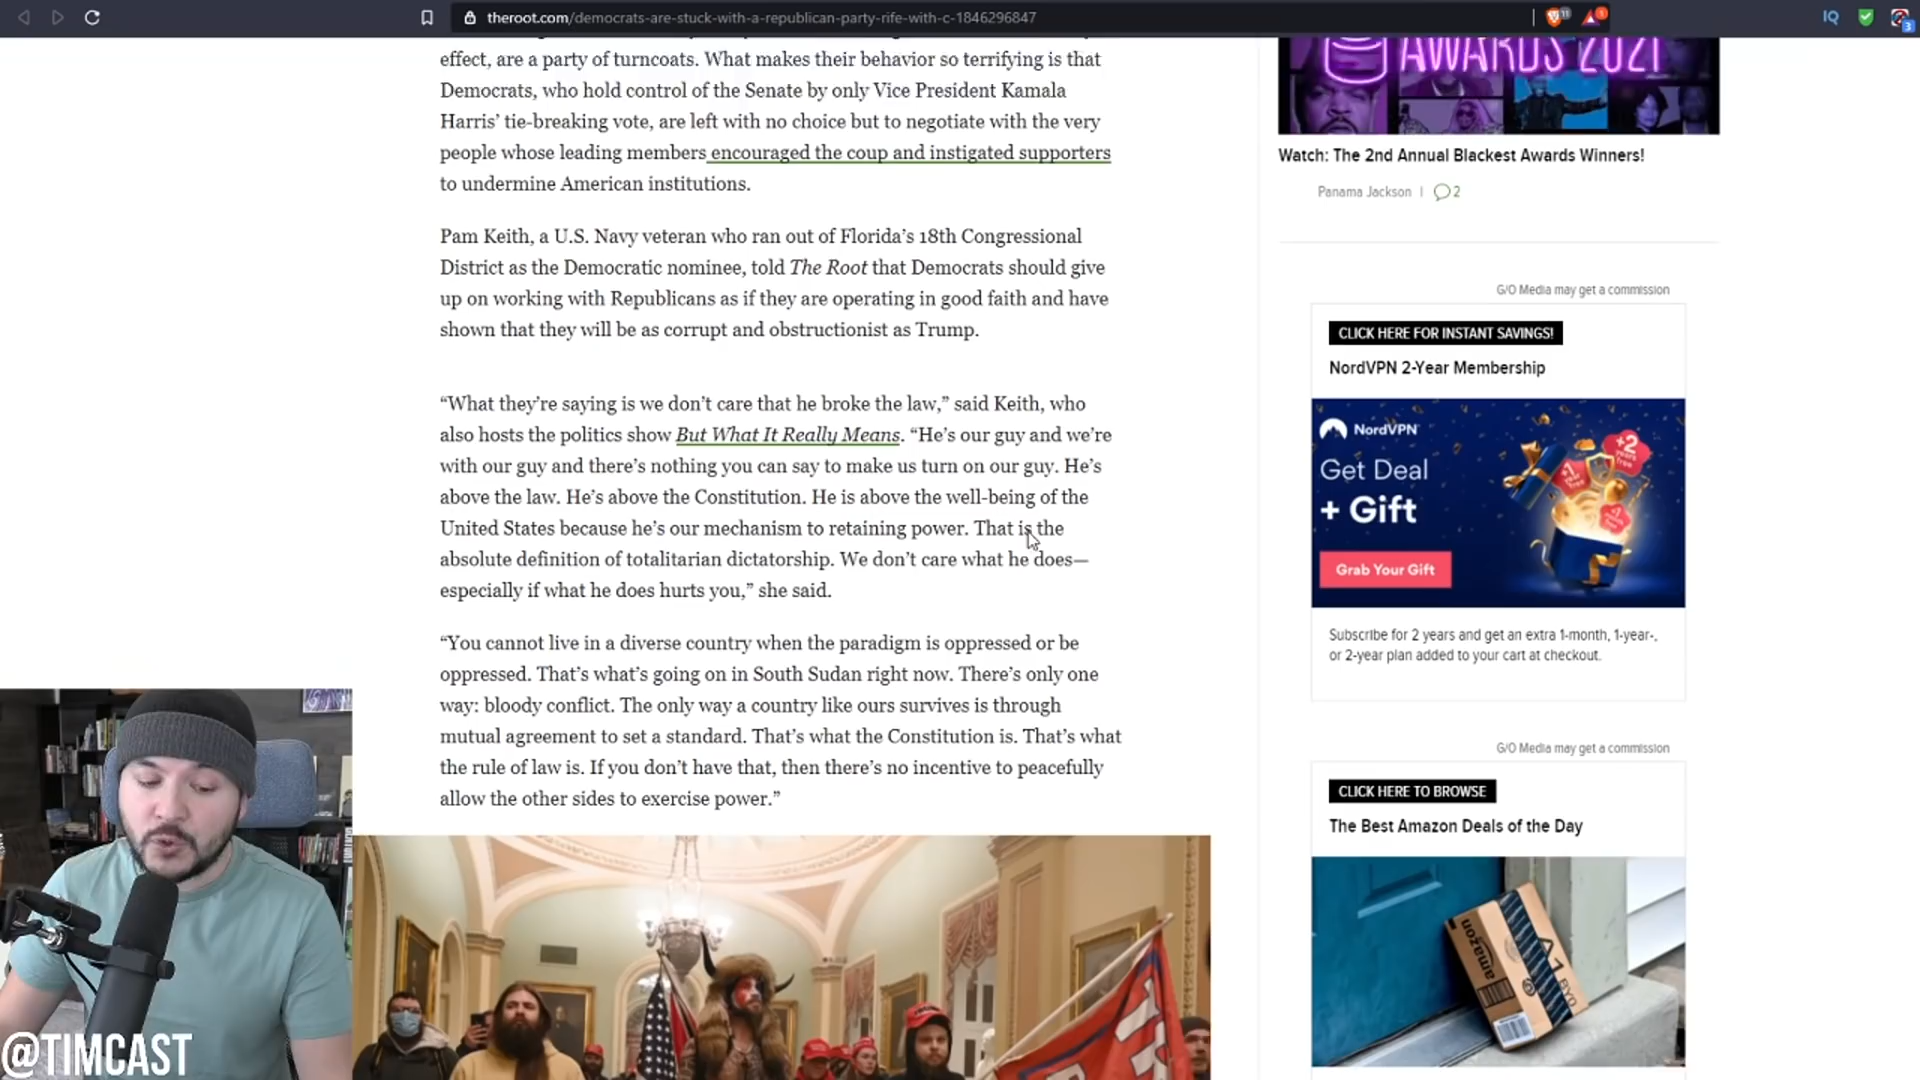 theroot.com/democrats-are-stuck-with-a-republican-party-rife-with-c-1846296847
IQ
3
effect, are a party of turncoats. What makes their behavior so terrifying is that
Democrats, who hold control of the Senate by only Vice President Kamala
Harris’ tie-breaking vote, are left with no choice but to negotiate with the very
people whose leading members encouraged the coup and instigated supporters
to undermine American institutions.
Pam Keith, a U.S. Navy veteran who ran out of Florida’s 18th Congressional
District as the Democratic nominee, told The Root that Democrats should give
up on working with Republicans as if they are operating in good faith and have
shown that they will be as corrupt and obstructionist as Trump.
“What they’re saying is we don’t care that he broke the law,” said Keith, who
also hosts the politics show But What It Really Means. “He’s our guy and we’re
with our guy and there’s nothing you can say to make us turn on our guy. He’s
above the law. He’s above the Constitution. He is above the well-being of the
United States because he’s our mechanism to retaining power. That is the
absolute definition of totalitarian dictatorship. We don’t care what he does—
especially if what he does hurts you,” she said.
“You cannot live in a diverse country when the paradigm is oppressed or be
oppressed. That’s what’s going on in South Sudan right now. There’s only one
way: bloody conflict. The only way a country like ours survives is through
mutual agreement to set a standard. That’s what the Constitution is. That’s what
the rule of law is. If you don’t have that, then there’s no incentive to peacefully
allow the other sides to exercise power.”
AWARDS 2021
Watch: The 2nd Annual Blackest Awards Winners!
Panama Jackson | 2
G/O Media may get a commission
CLICK HERE FOR INSTANT SAVINGS!
NordVPN 2-Year Membership
NordVPN
Get Deal
+ Gift
+2 years free
+1 year free
Grab Your Gift
Subscribe for 2 years and get an extra 1-month, 1-year-,
or 2-year plan added to your cart at checkout.
G/O Media may get a commission
CLICK HERE TO BROWSE
The Best Amazon Deals of the Day
amazon
@TIMCAST